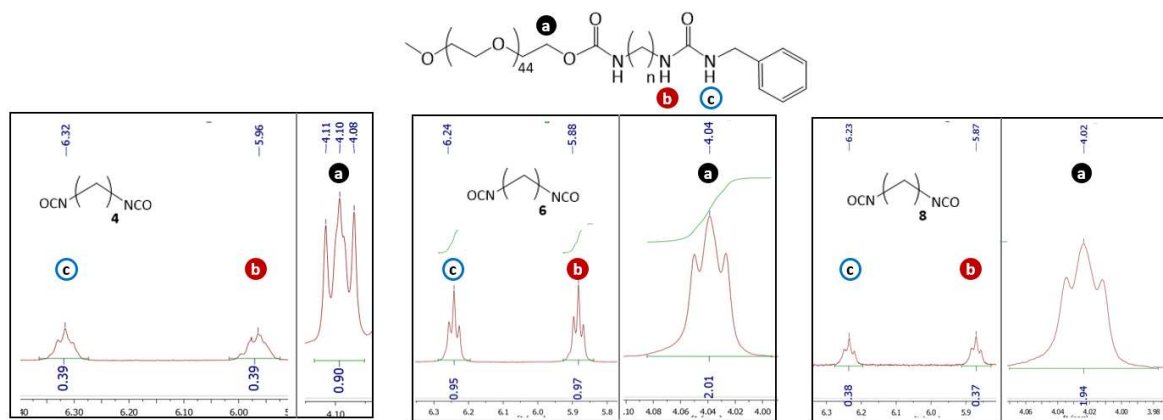 a
O
O
44
O
O
N
H
n
O
N
H
N
H
b
c
6.32
5.96
4.11
4.10
4.08
a
OCN
NCO
4
c
b
0.39
0.39
0.90
6.30 6.20 6.10 6.00
4.10
6.24
5.88
4.04
a
OCN
NCO
6
c
b
0.95
0.97
2.01
6.3 6.2 6.1 6.0 5.9 5.8
.10 4.08 4.06 4.04 4.02 4.00
6.23
5.87
4.02
a
OCN
NCO
8
c
b
0.38
0.37
1.94
6.3 6.2 6.1 6.0 5.9
4.06 4.04 4.02 4.00 3.98